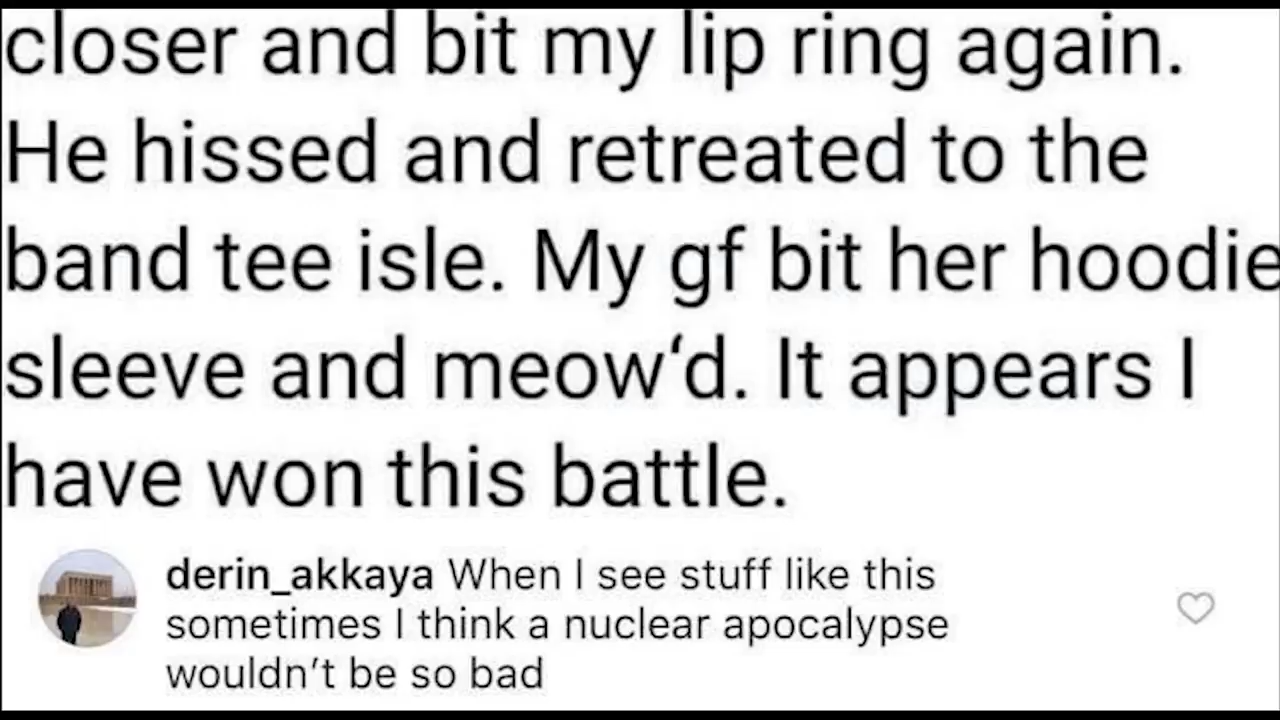 closer and bit my lip ring again.
He hissed and retreated to the
band tee isle. My gf bit her hoodie
sleeve and meow‘d. It appears I
have won this battle.
derin_akkaya When I see stuff like this
sometimes I think a nuclear apocalypse
wouldn’t be so bad